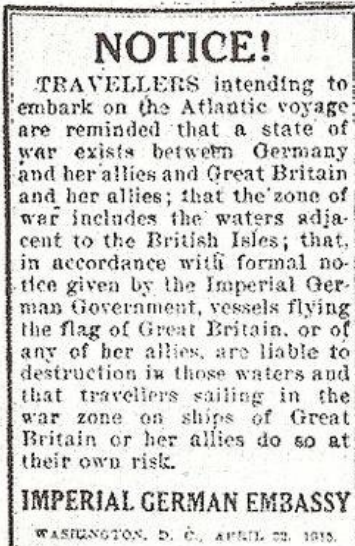 NOTICE!
TRAVELLERS intending to
embark on the Atlantic voyage
are reminded that a state of
war exists between Germany
and her allies and Great Britain
and her allies; that the zone of
war includes the waters adja-
cent to the British Isles; that,
in accordance with formal no-
tice given by the Imperial Ger-
man Government, vessels flying
the flag of Great Britain, or of
any of her allies, are liable to
destruction in those waters and
that travellers sailing in the
war zone on ships of Great
Britain or her allies do so at
their own risk.
IMPERIAL GERMAN EMBASSY
WASHINGTON, D. C., APRIL 22, 1915.